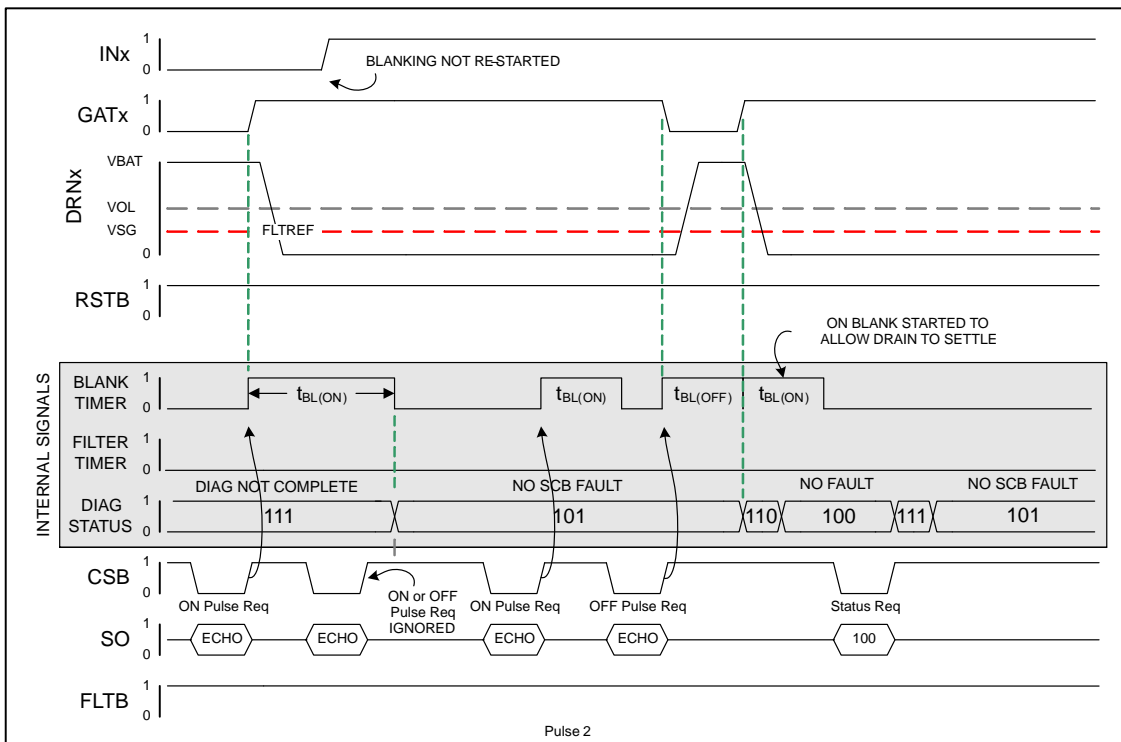 INx
1
0
BLANKING NOT RE-STARTED
GATx
1
0
DRNx
VBAT
VOL
VSG
FLTREF
RSTB
1
0
ON BLANK STARTED TO
ALLOW DRAIN TO SETTLE
INTERNAL SIGNALS
BLANK
TIMER
1
0
tBL(ON)
tBL(ON)
tBL(OFF)
tBL(ON)
FILTER
TIMER
1
0
DIAG NOT COMPLETE
NO SCB FAULT
NO FAULT
NO SCB FAULT
DIAG
STATUS
1
0
111
101
110
100
111
101
CSB
1
0
ON Pulse Req
ON or OFF
Pulse Req
IGNORED
ON Pulse Req
OFF Pulse Req
Status Req
SO
1
0
ECHO
ECHO
ECHO
ECHO
100
FLTB
1
0
Pulse 2